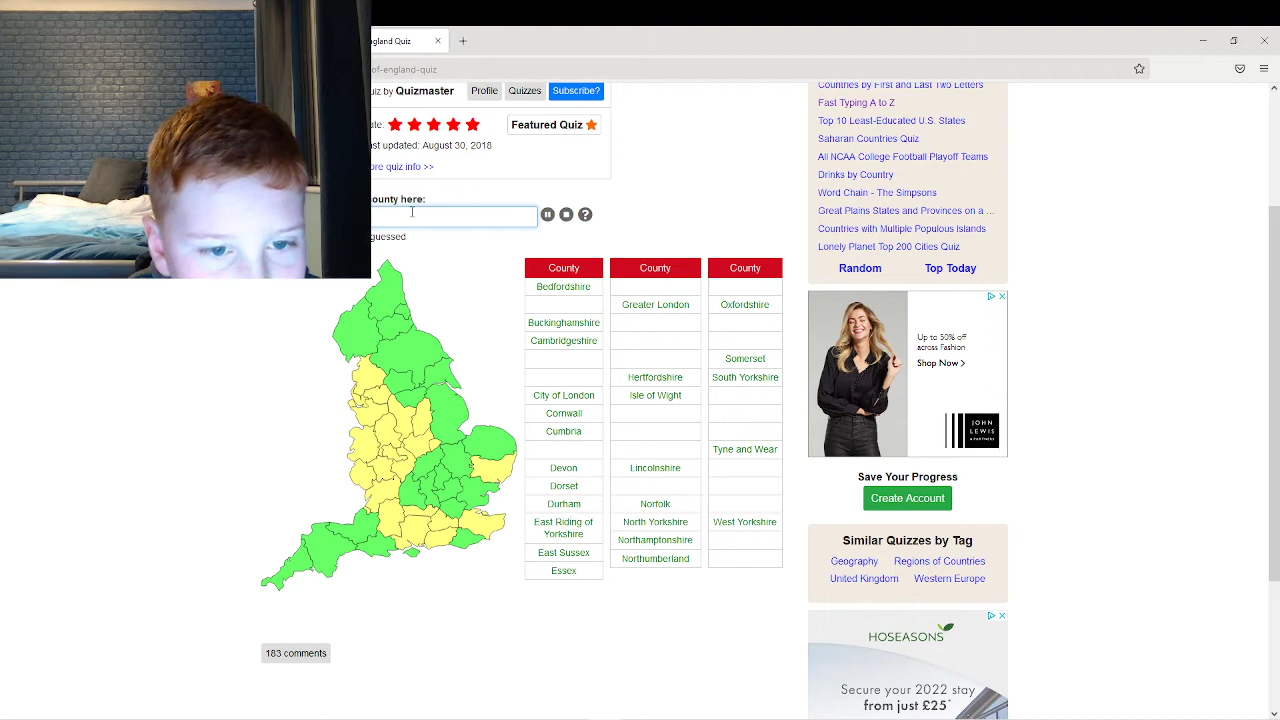 ngland Quiz
of-england-quiz
uiz by Quizmaster
Profile
Quizzes
Subscribe?
ate:
Featured Quiz
ast updated: August 30, 2018
ore quiz info >>
county here:
guessed
County
Bedfordshire
Buckinghamshire
Cambridgeshire
City of London
Cornwall
Cumbria
Devon
Dorset
Durham
East Riding of
Yorkshire
East Sussex
Essex
County
Greater London
Hertfordshire
Isle of Wight
Lincolnshire
Norfolk
North Yorkshire
Northamptonshire
Northumberland
County
Oxfordshire
Somerset
South Yorkshire
Tyne and Wear
West Yorkshire
183 comments
Countries by First and Last Two Letters
Fast Typing A to Z
Top 10 Least-Educated U.S. States
Saharan Countries Quiz
All NCAA College Football Playoff Teams
Drinks by Country
Word Chain - The Simpsons
Great Plains States and Provinces on a ...
Countries with Multiple Populous Islands
Lonely Planet Top 200 Cities Quiz
Random
Top Today
Up to 50% off
across Fashion
Shop Now >
JOHN
LEWIS
& PARTNERS
Save Your Progress
Create Account
Similar Quizzes by Tag
Geography
Regions of Countries
United Kingdom
Western Europe
HOSEASONS
Secure your 2022 stay
from just £25*